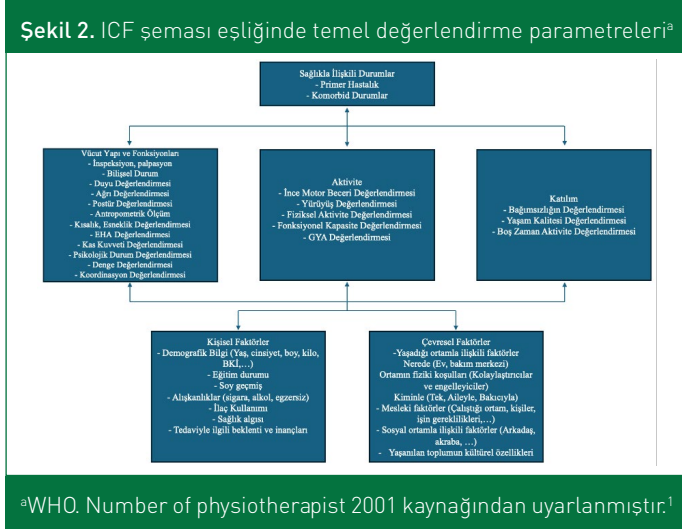 Şekil 2. ICF şeması eşliğinde temel değerlendirme parametreleriᵃ
Sağlıkla İlişkili Durumlar
- Primer Hastalık
- Komorbid Durumlar
Vücut Yapı ve Fonksiyonları
- İnspeksiyon, palpasyon
- Bilişsel Durum
- Duyu Değerlendirmesi
- Ağrı Değerlendirmesi
- Postür Değerlendirmesi
- Antropometrik Ölçüm
- Kısalık, Esneklik Değerlendirmesi
- EHA Değerlendirmesi
- Kas Kuvveti Değerlendirmesi
- Psikolojik Durum Değerlendirmesi
- Denge Değerlendirmesi
- Koordinasyon Değerlendirmesi
Aktivite
- İnce Motor Beceri Değerlendirmesi
- Yürüyüş Değerlendirmesi
- Fiziksel Aktivite Değerlendirmesi
- Fonksiyonel Kapasite Değerlendirmesi
- GYA Değerlendirmesi
Katılım
- Bağımsızlığın Değerlendirmesi
- Yaşam Kalitesi Değerlendirmesi
- Boş Zaman Aktivite Değerlendirmesi
Kişisel Faktörler
- Demografik Bilgi (Yaş, cinsiyet, boy, kilo,
BKİ,…)
- Eğitim durumu
- Soy geçmiş
- Alışkanlıklar (sigara, alkol, egzersiz)
- İlaç Kullanımı
- Sağlık algısı
- Tedaviyle ilgili beklenti ve inançları
Çevresel Faktörler
-Yaşadığı ortamla ilişkili faktörler
Nerede (Ev, bakım merkezi)
Ortamın fiziki koşulları (Kolaylaştırıcılar
ve engelleyiciler)
Kiminle (Tek, Aileyle, Bakıcıyla)
- Mesleki faktörler (Çalıştığı ortam, kişiler,
işin gereklilikleri,…)
- Sosyal ortamla ilişkili faktörler (Arkadaş,
akraba, …)
- Yaşanılan toplumun kültürel özellikleri
ᵃWHO. Number of physiotherapist 2001 kaynağından uyarlanmıştır.¹